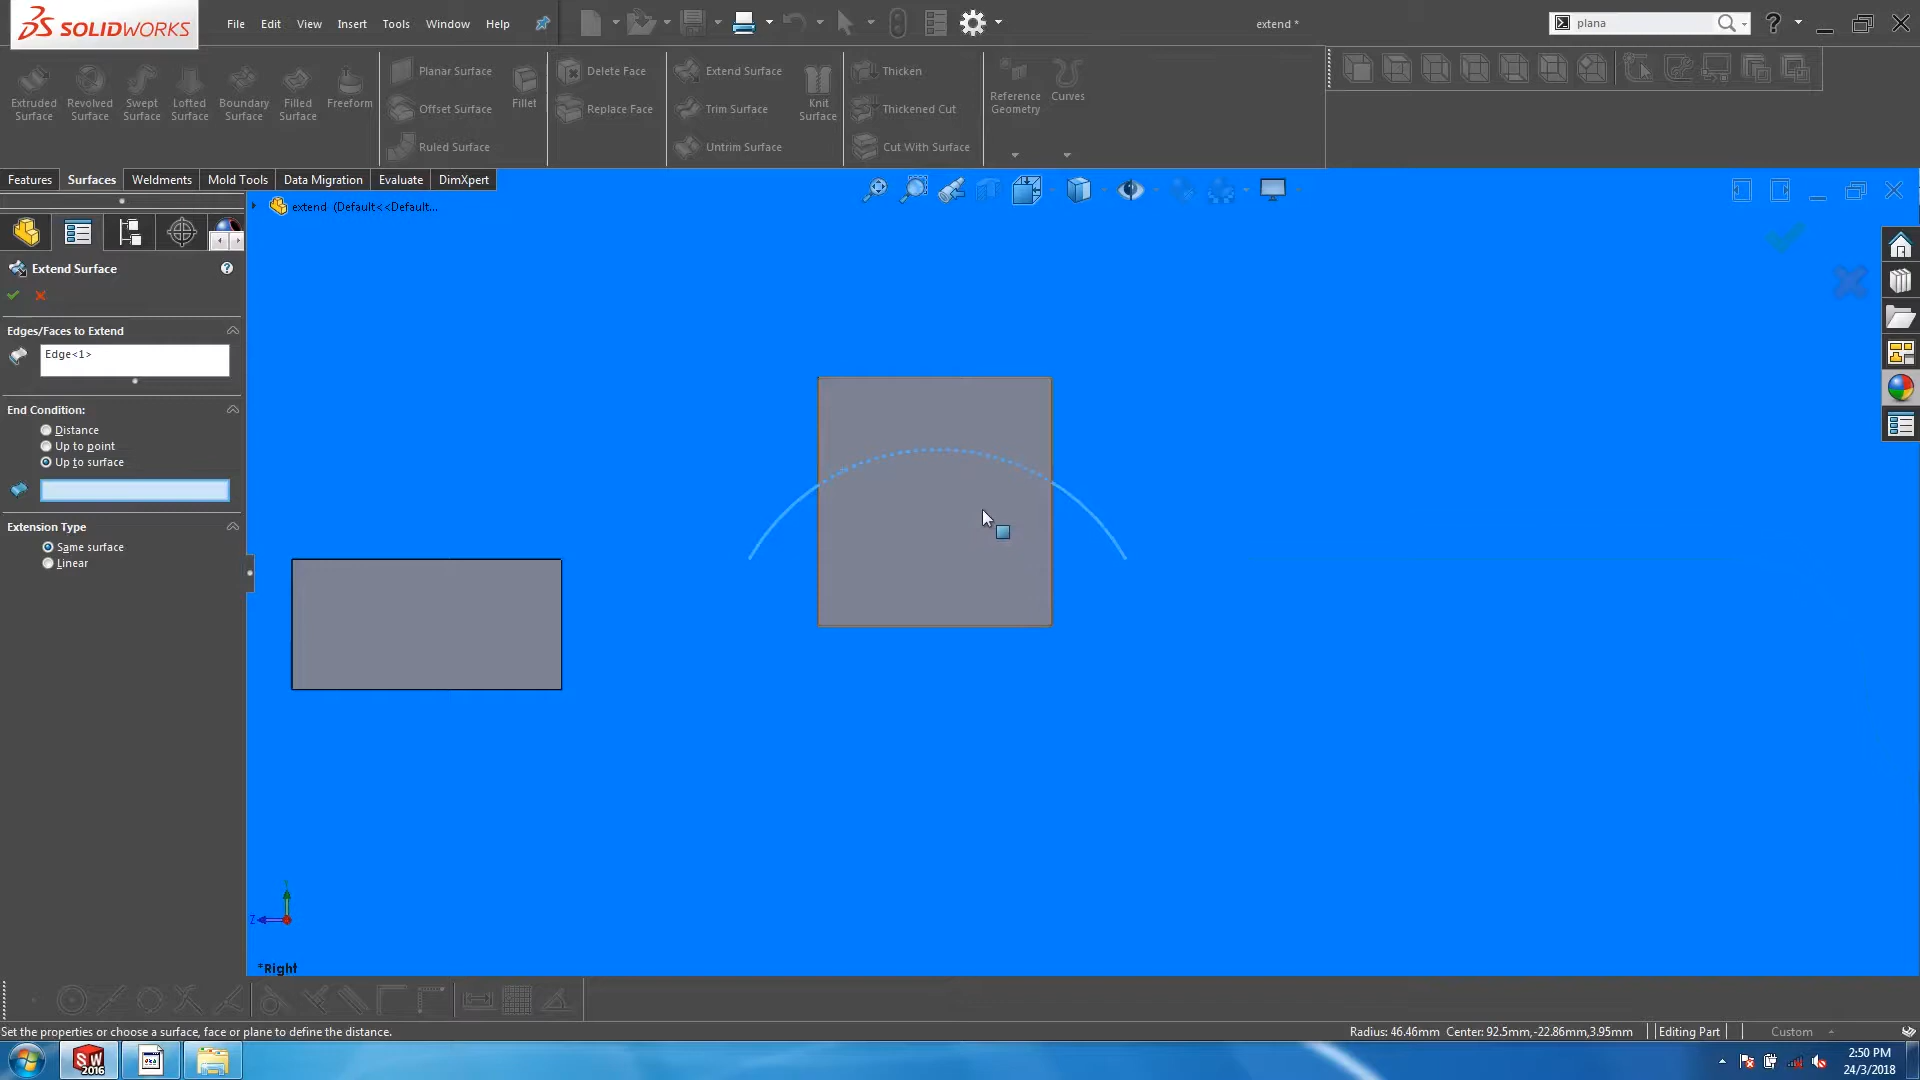 SOLIDWORKS
File Edit View Insert Tools Window Help
extend *
plana
Extruded Surface
Revolved Surface
Swept Surface
Lofted Surface
Boundary Surface
Filled Surface
Freeform
Planar Surface
Offset Surface
Ruled Surface
Fillet
Delete Face
Replace Face
Extend Surface
Trim Surface
Untrim Surface
Knit Surface
Thicken
Thickened Cut
Cut With Surface
Reference Geometry
Curves
Features Surfaces Weldments Mold Tools Data Migration Evaluate DimXpert
extend (Default<<Default...
Extend Surface
Edges/Faces to Extend
Edge<1>
End Condition:
Distance
Up to point
Up to surface
Extension Type
Same surface
Linear
Z
*Right
Set the properties or choose a surface, face or plane to define the distance.
Radius: 46.46mm Center: 92.5mm,-22.86mm,3.95mm
Editing Part
Custom
SW
2016
2:50 PM
24/3/2018